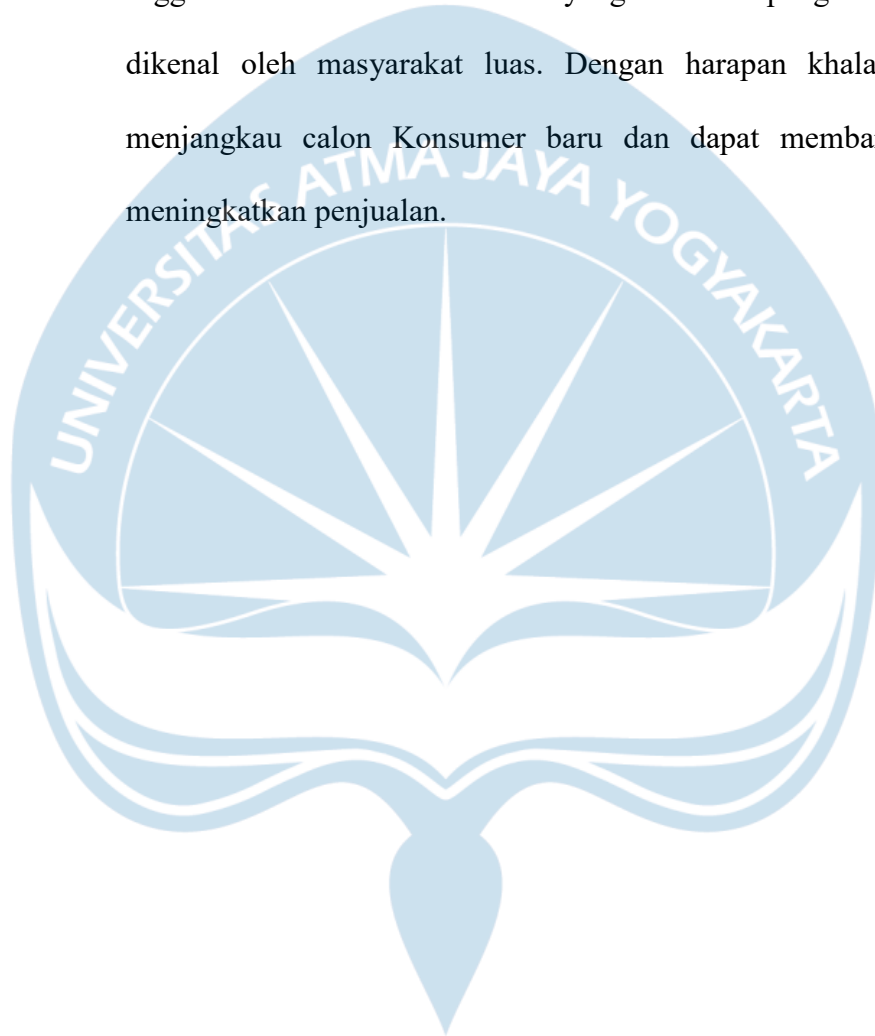 dikenal oleh masyarakat luas. Dengan harapan
menjangkau calon Konsumer baru dan dapat
meningkatkan penjualan.
UNIVERSITAS ATMA JAYA YOGYAKARTA